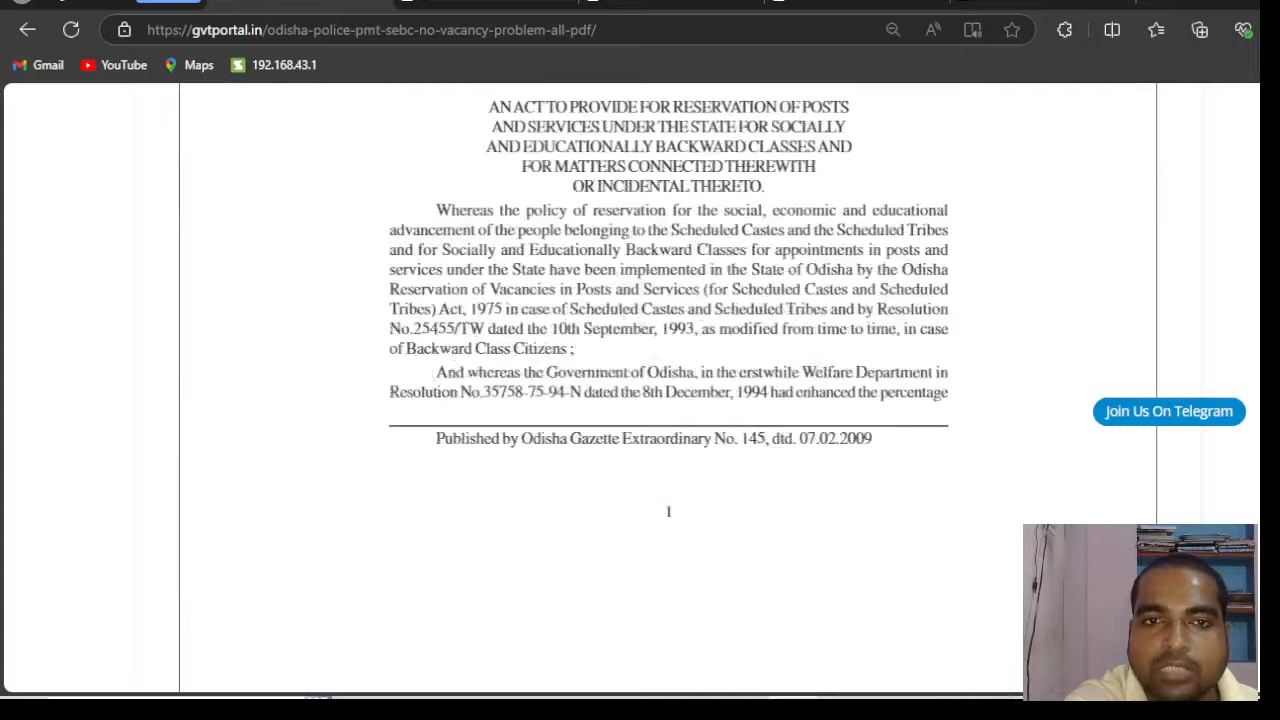 https://gvtportal.in/odisha-police-pmt-sebc-no-vacancy-problem-all-pdf/
Gmail YouTube Maps 192.168.43.1
AN ACT TO PROVIDE FOR RESERVATION OF POSTS
AND SERVICES UNDER THE STATE FOR SOCIALLY
AND EDUCATIONALLY BACKWARD CLASSES AND
FOR MATTERS CONNECTED THEREWITH
OR INCIDENTAL THERETO.
Whereas the policy of reservation for the social, economic and educational
advancement of the people belonging to the Scheduled Castes and the Scheduled Tribes
and for Socially and Educationally Backward Classes for appointments in posts and
services under the State have been implemented in the State of Odisha by the Odisha
Reservation of Vacancies in Posts and Services (for Scheduled Castes and Scheduled
Tribes) Act, 1975 in case of Scheduled Castes and Scheduled Tribes and by Resolution
No.25455/TW dated the 10th September, 1993, as modified from time to time, in case
of Backward Class Citizens ;
And whereas the Government of Odisha, in the erstwhile Welfare Department in
Resolution No.35758-75-94-N dated the 8th December, 1994 had enhanced the percentage
Join Us On Telegram
Published by Odisha Gazette Extraordinary No. 145, dtd. 07.02.2009
1